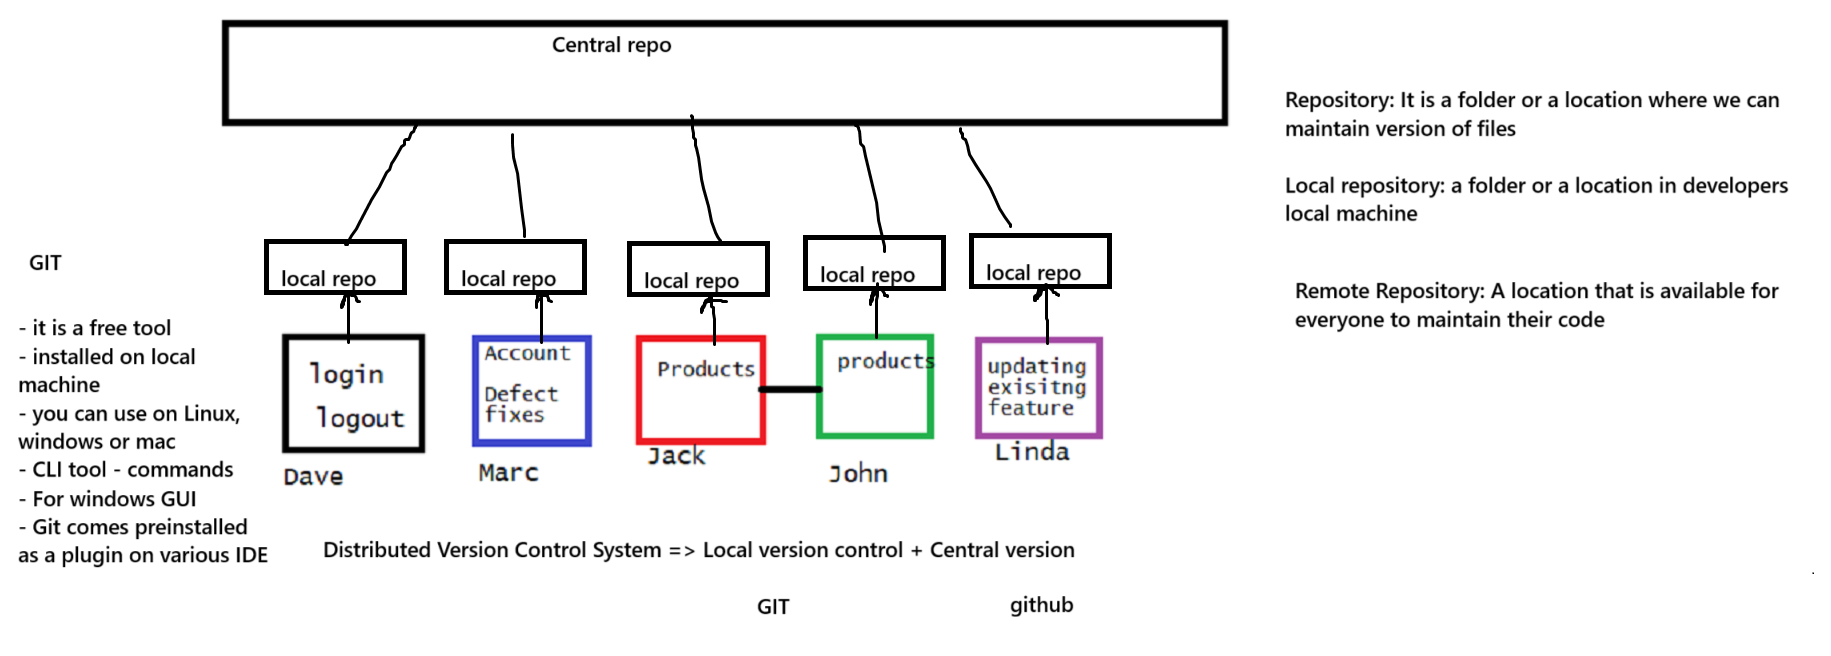 Central repo
Repository: It is a folder or a location where we can
maintain version of files
Local repository: a folder or a location in developers
local machine
Remote Repository: A location that is available for
everyone to maintain their code
local repo
local repo
local repo
local repo
local repo
GIT
- it is a free tool
- installed on local
machine
- you can use on Linux,
windows or mac
- CLI tool - commands
- For windows GUI
- Git comes preinstalled
as a plugin on various IDE
login
logout
Dave
Account
Defect
fixes
Marc
Products
Jack
products
John
updating
exisitng
feature
Linda
Distributed Version Control System => Local version control + Central version
GIT
github